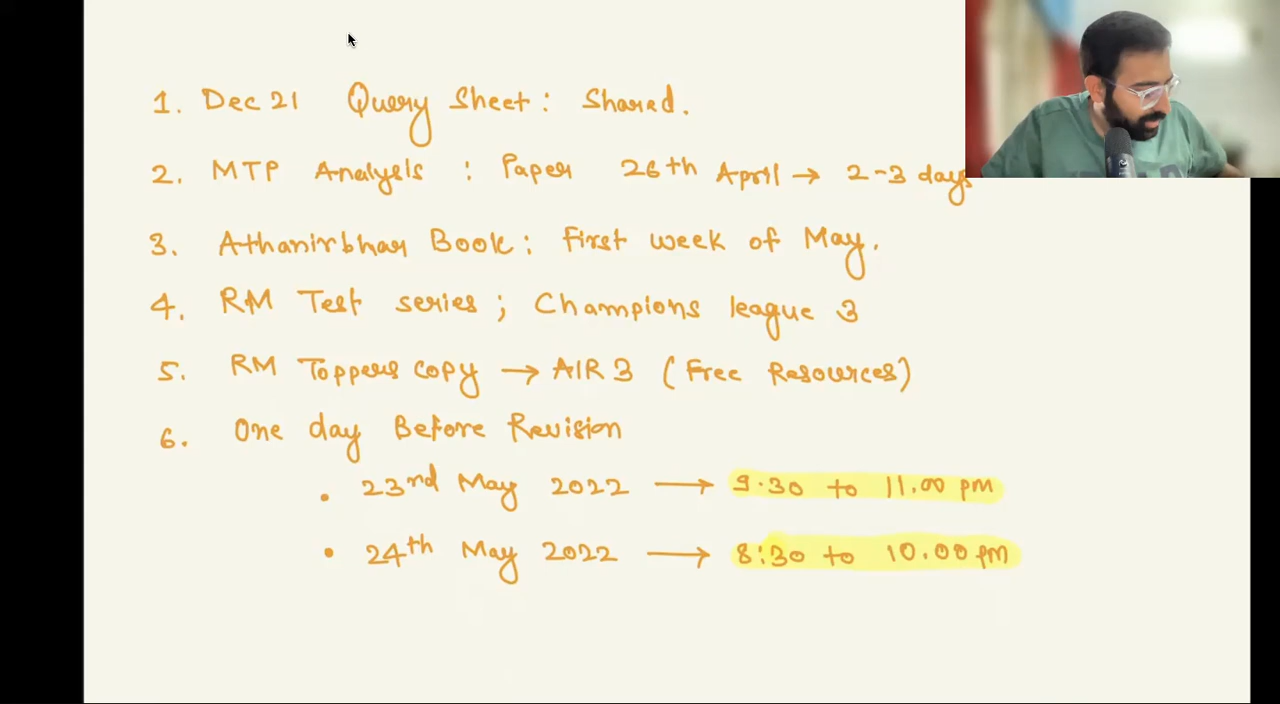 1. Dec 21 Query Sheet: Shared.
2. MTP Analysis : Paper 26th April → 2-3 days
3. Athanirbhar Book: First week of May.
4. RM Test series ; Champions league 3
5. RM Toppers copy → AIR 3 (Free Resources)
6. One day Before Revision
• 23rd May 2022 → 9.30 to 11.00 pm
• 24th May 2022 → 8:30 to 10.00 pm